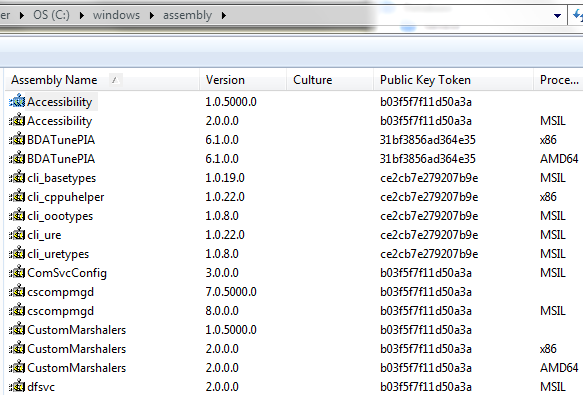 er ▸ OS (C:) ▸ windows ▸ assembly ▸
Assembly Name Version Culture Public Key Token Proce...
Accessibility 1.0.5000.0 b03f5f7f11d50a3a
Accessibility 2.0.0.0 b03f5f7f11d50a3a MSIL
BDATunePIA 6.1.0.0 31bf3856ad364e35 x86
BDATunePIA 6.1.0.0 31bf3856ad364e35 AMD64
cli_basetypes 1.0.19.0 ce2cb7e279207b9e MSIL
cli_cppuhelper 1.0.22.0 ce2cb7e279207b9e x86
cli_oootypes 1.0.8.0 ce2cb7e279207b9e MSIL
cli_ure 1.0.22.0 ce2cb7e279207b9e MSIL
cli_uretypes 1.0.8.0 ce2cb7e279207b9e MSIL
ComSvcConfig 3.0.0.0 b03f5f7f11d50a3a MSIL
cscompmgd 7.0.5000.0 b03f5f7f11d50a3a
cscompmgd 8.0.0.0 b03f5f7f11d50a3a MSIL
CustomMarshalers 1.0.5000.0 b03f5f7f11d50a3a
CustomMarshalers 2.0.0.0 b03f5f7f11d50a3a x86
CustomMarshalers 2.0.0.0 b03f5f7f11d50a3a AMD64
dfsvc 2.0.0.0 b03f5f7f11d50a3a MSIL